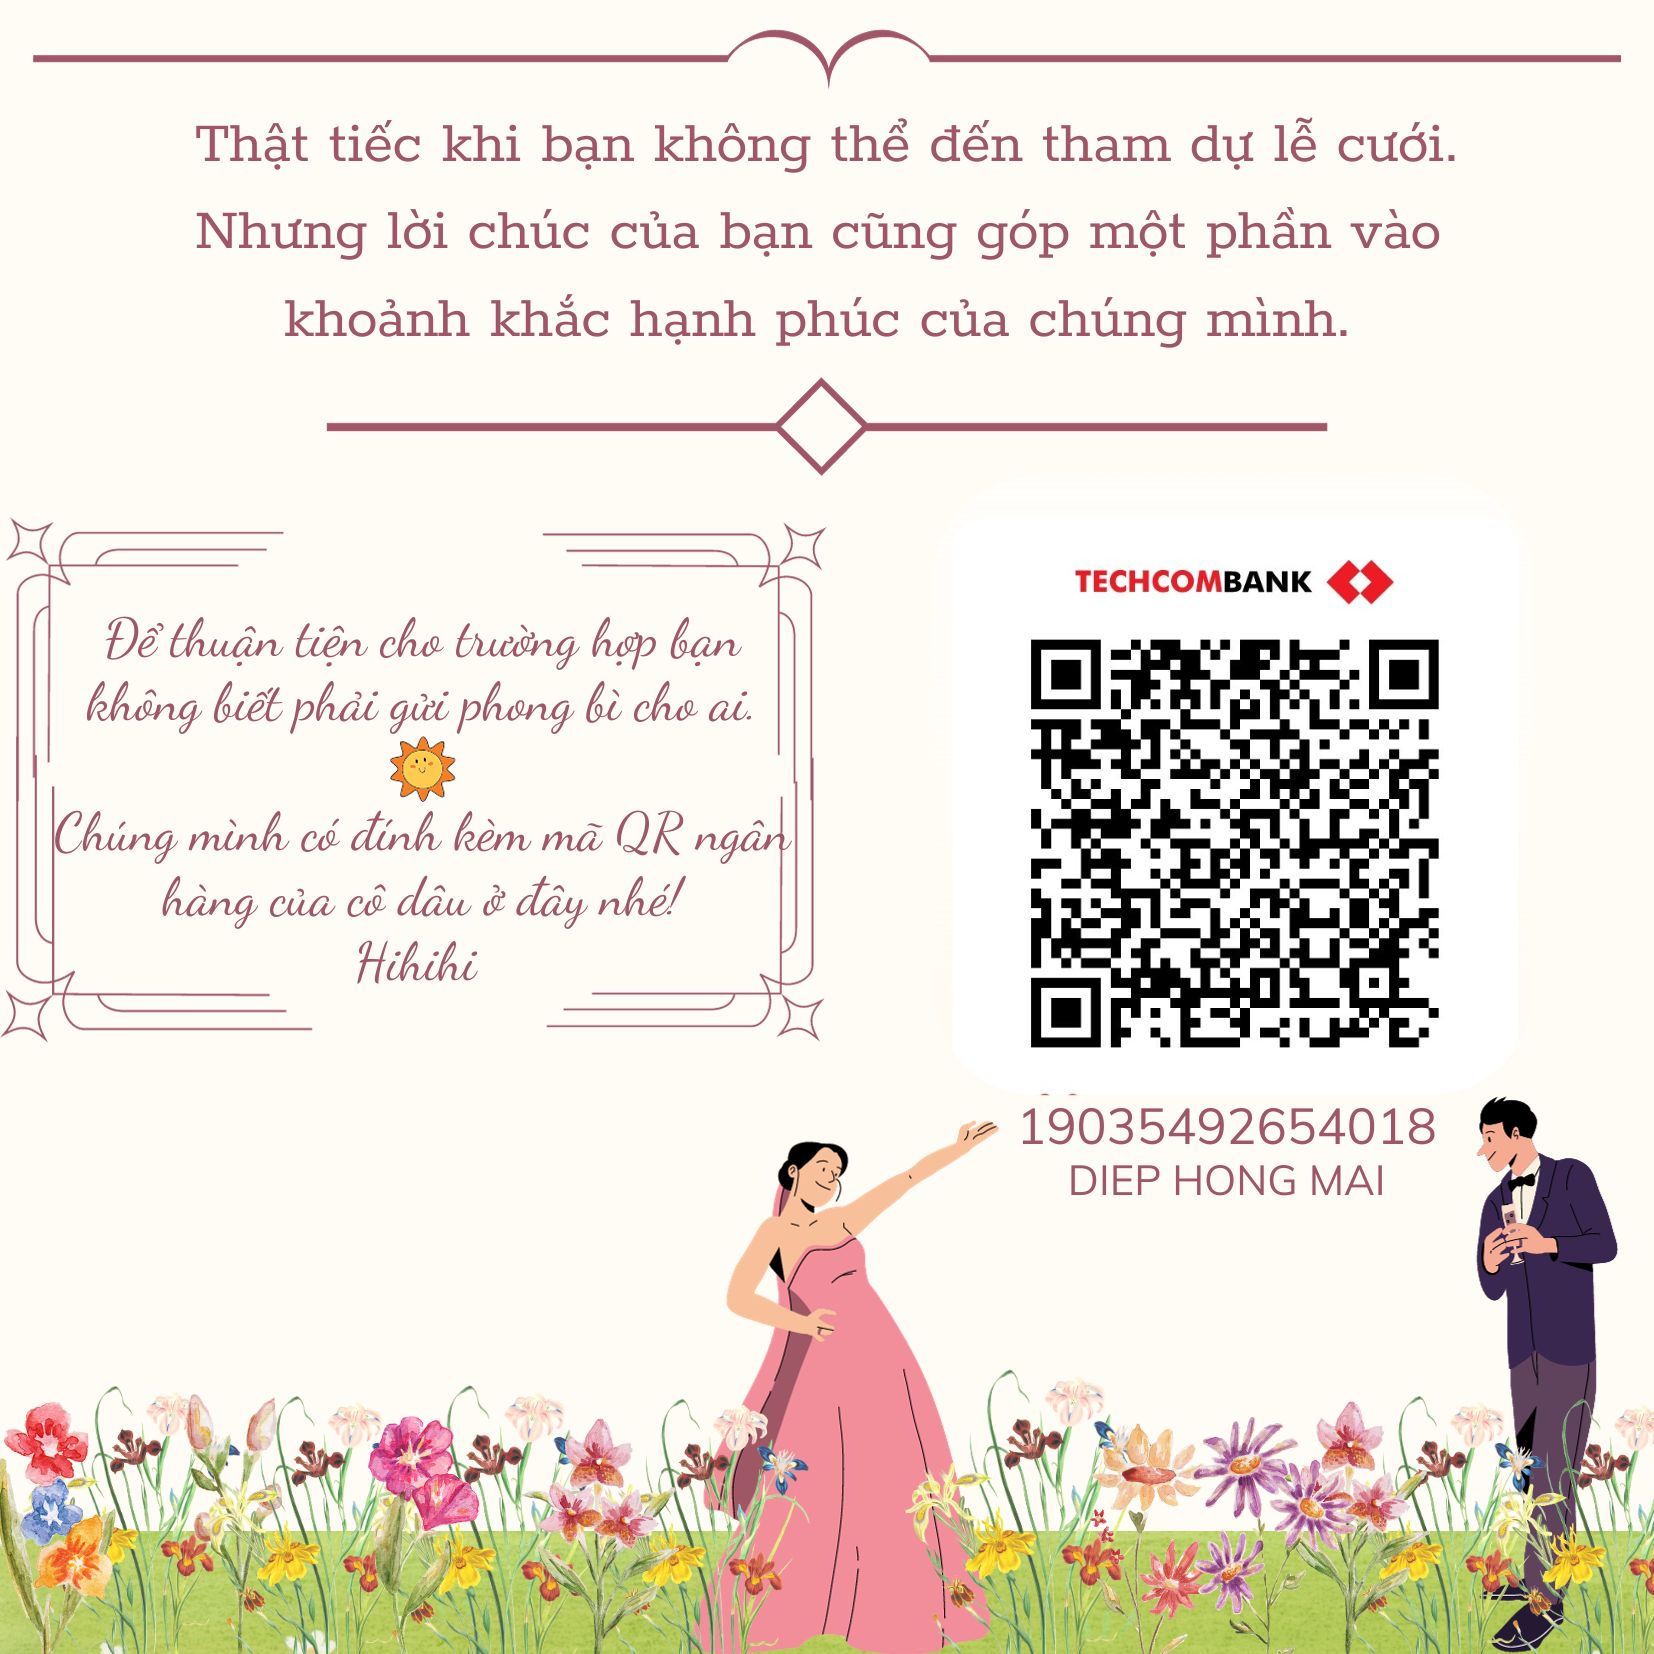 Thật tiếc khi bạn không thể đến tham dự lễ cưới.
Nhưng lời chúc của bạn cũng góp một phần vào
khoảnh khắc hạnh phúc của chúng mình.
Để thuận tiện cho trường hợp bạn
không biết phải gửi phong bì cho ai.
Chúng mình có đính kèm mã QR ngân
hàng của cô dâu ở đây nhé!
Hihihi
TECHCOMBANK
19035492654018
DIEP HONG MAI